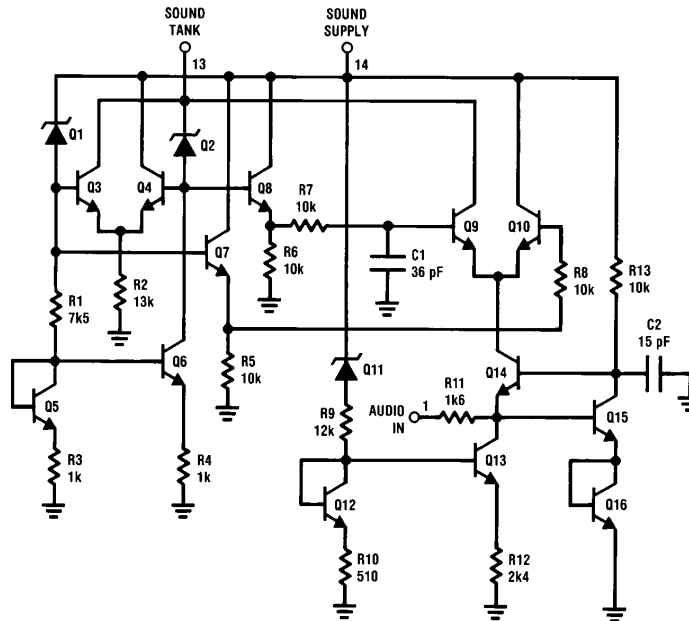 SOUND TANK
SOUND SUPPLY
13
14
Q1
Q2
Q3
Q4
Q8
R7
10k
Q9
Q10
Q7
R6
10k
C1
36 pF
R8
10k
R13
10k
R2
13k
R1
7k5
C2
15 pF
Q6
R5
10k
Q11
Q14
R11
1k6
Q5
R9
12k
AUDIO IN
1
Q15
R3
1k
R4
1k
Q13
Q12
Q16
R10
510
R12
2k4